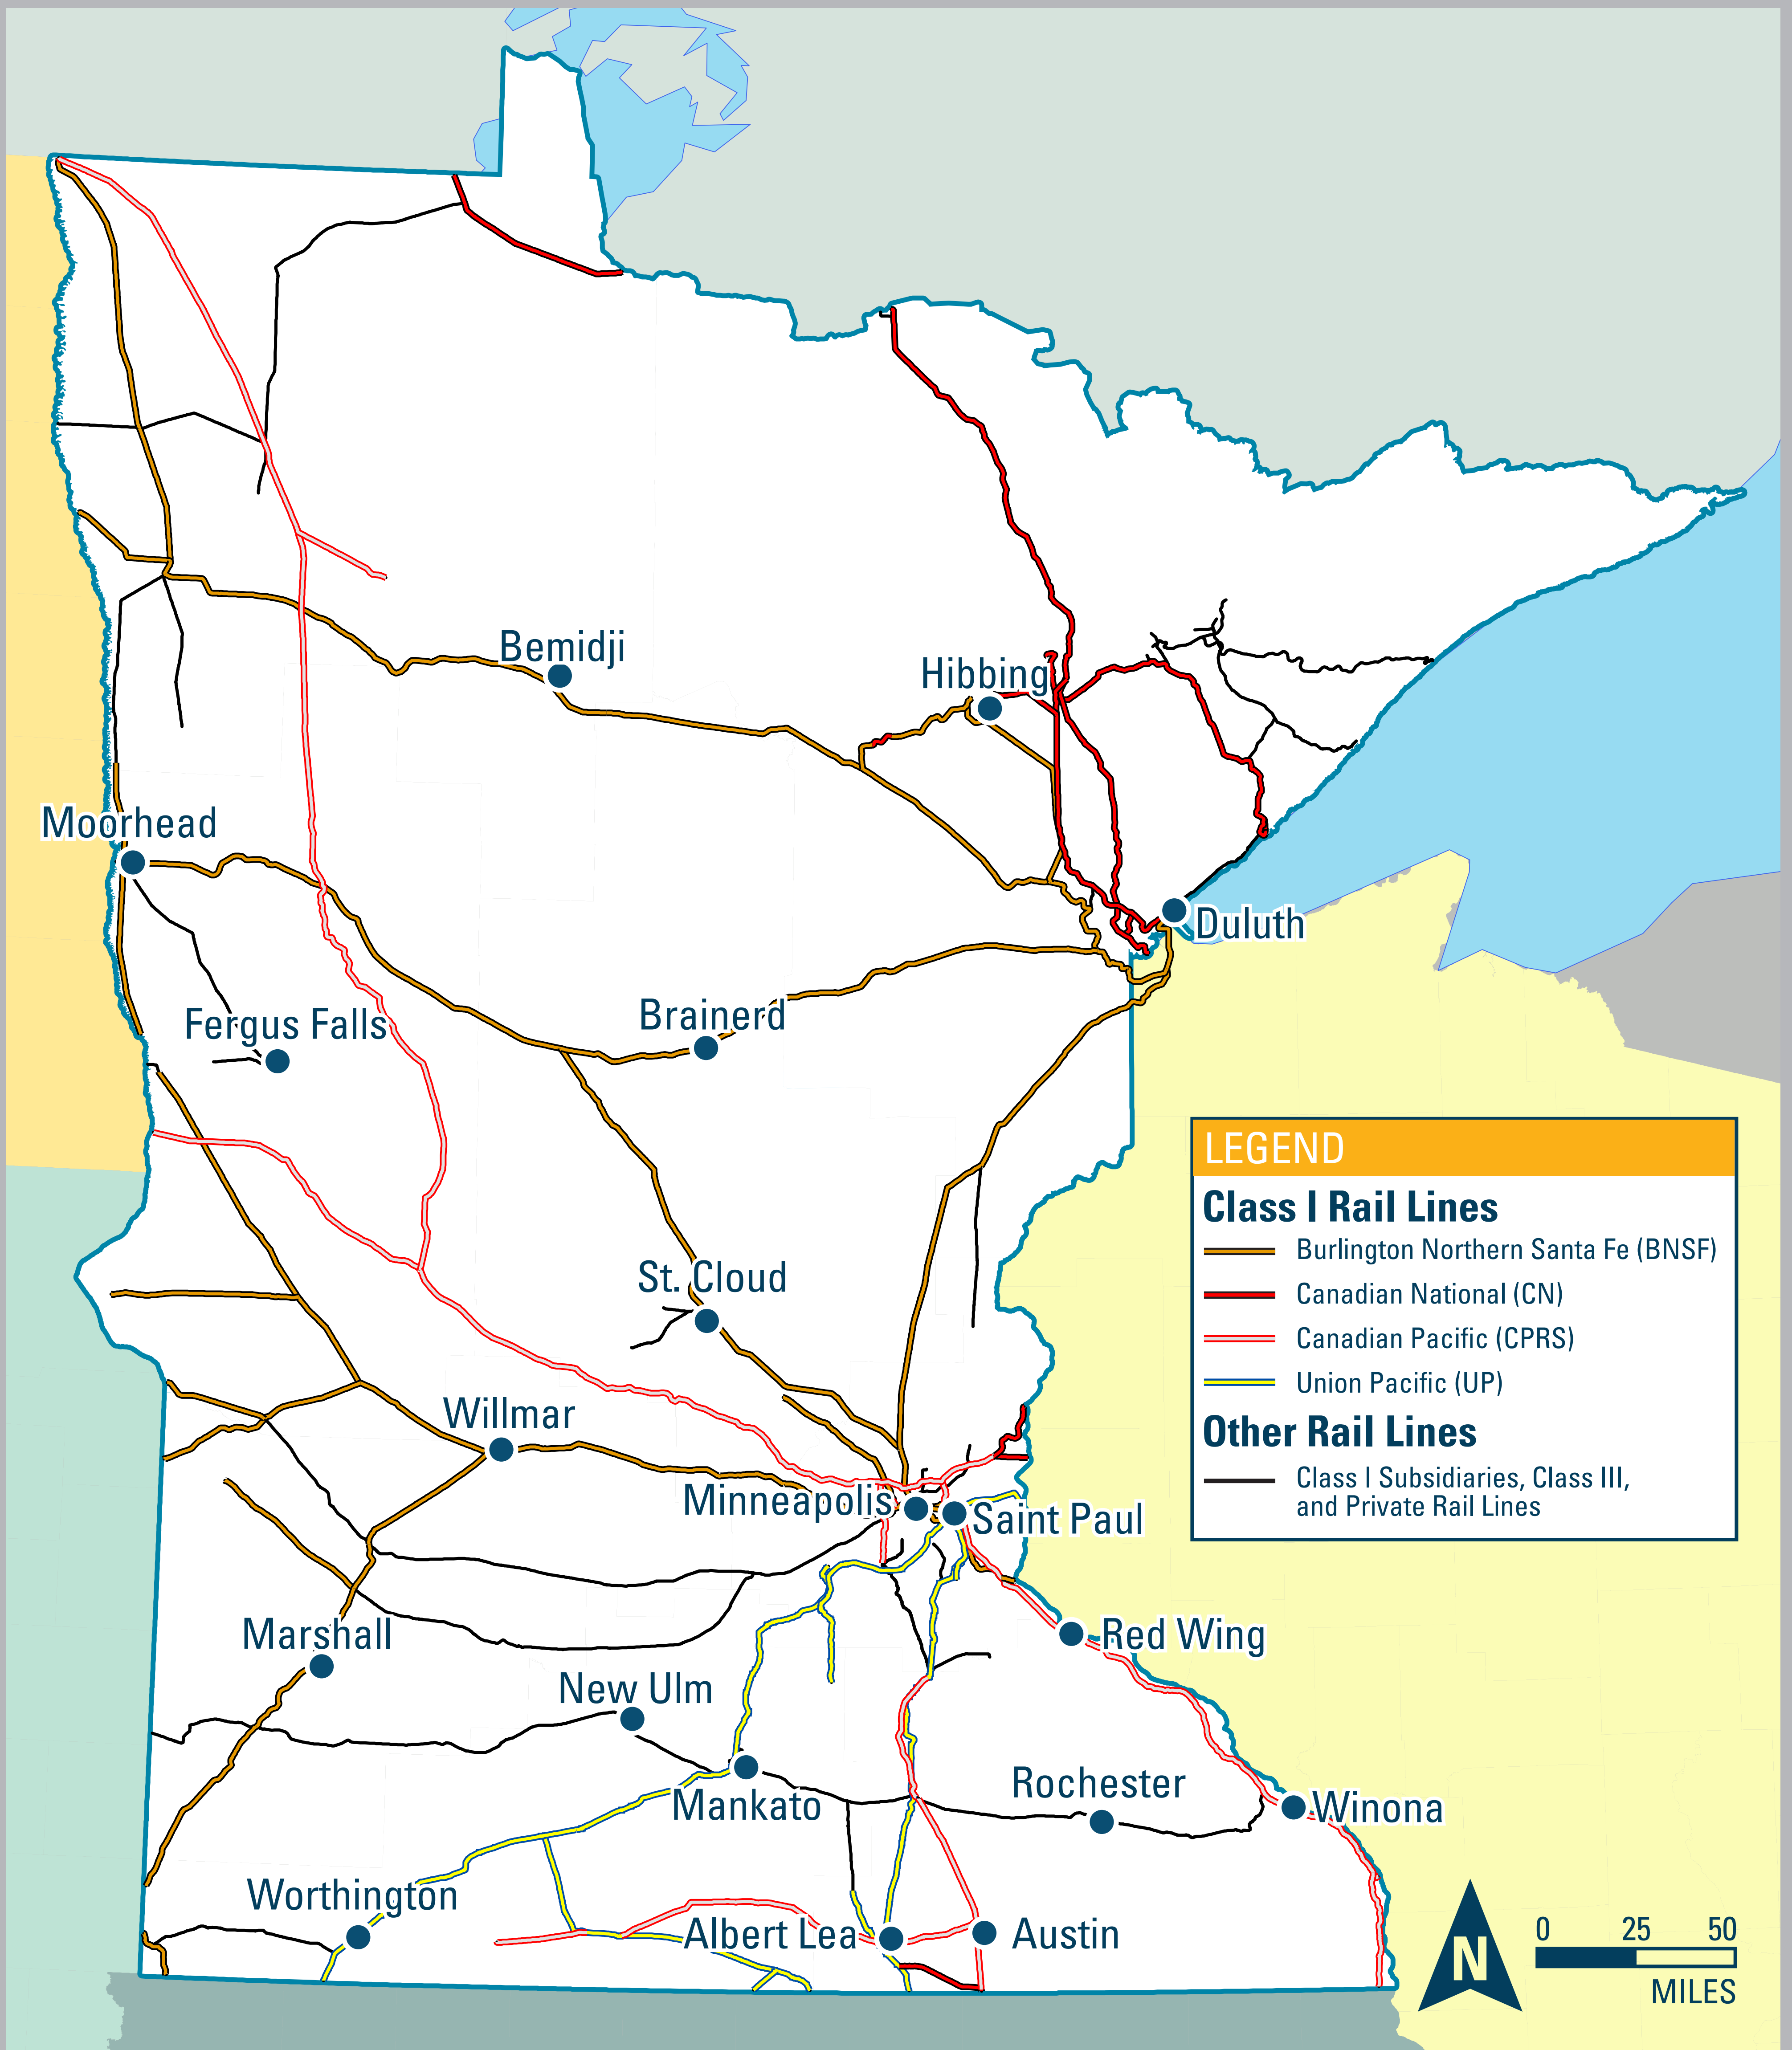 Bemidji
Hibbing
Moorhead
Duluth
Fergus Falls
Brainerd
St. Cloud
Willmar
Minneapolis
Saint Paul
Marshall
Red Wing
New Ulm
Mankato
Rochester
Winona
Worthington
Albert Lea
Austin
LEGEND
Class I Rail Lines
Burlington Northern Santa Fe (BNSF)
Canadian National (CN)
Canadian Pacific (CPRS)
Union Pacific (UP)
Other Rail Lines
Class I Subsidiaries, Class III,
and Private Rail Lines
N
0 25 50
MILES